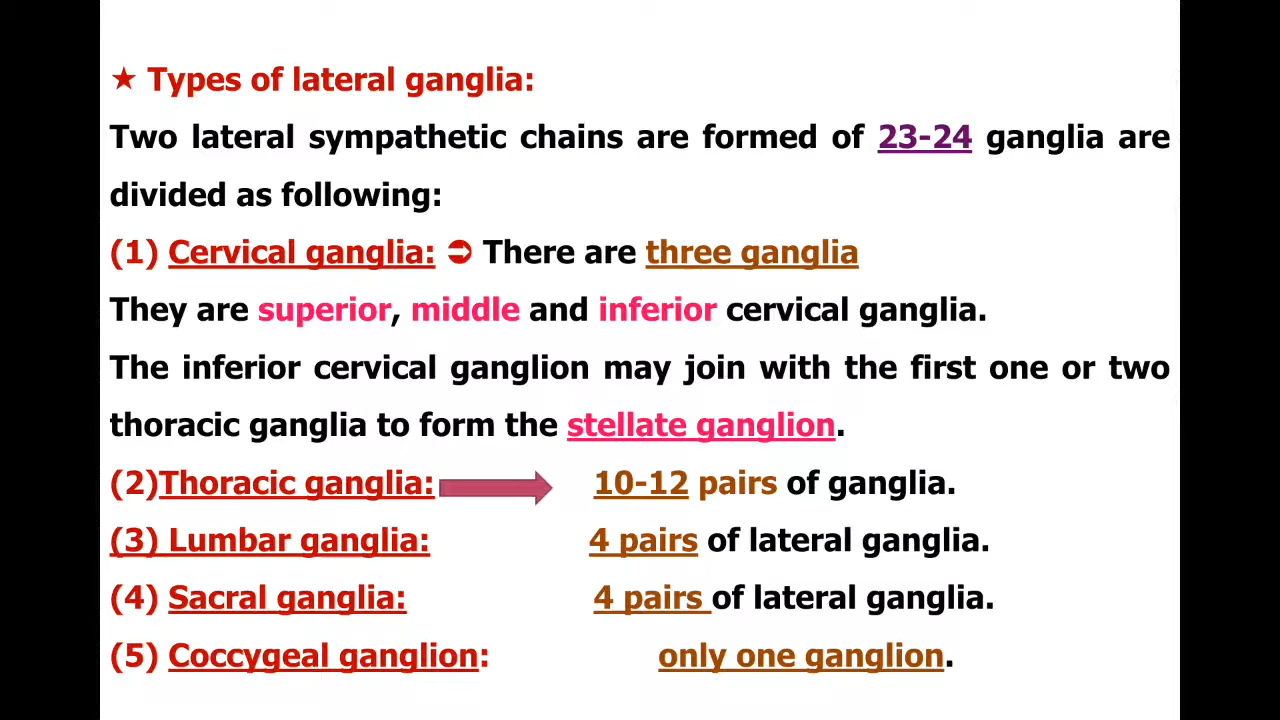 ★ Types of lateral ganglia:
Two lateral sympathetic chains are formed of 23-24 ganglia are
divided as following:
(1) Cervical ganglia: ➲ There are three ganglia
They are superior, middle and inferior cervical ganglia.
The inferior cervical ganglion may join with the first one or two
thoracic ganglia to form the stellate ganglion.
(2)Thoracic ganglia: 10-12 pairs of ganglia.
(3) Lumbar ganglia: 4 pairs of lateral ganglia.
(4) Sacral ganglia: 4 pairs of lateral ganglia.
(5) Coccygeal ganglion: only one ganglion.